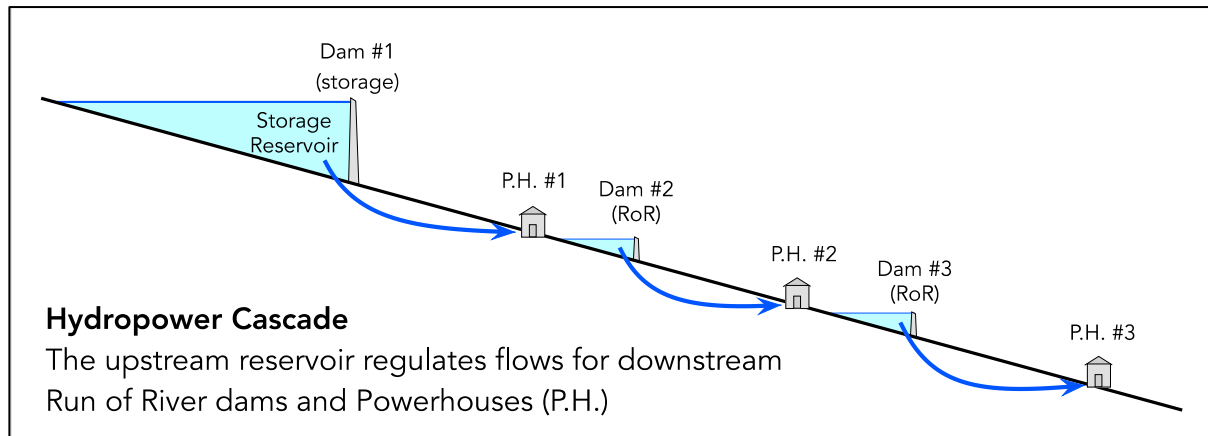 Dam #1
(storage)
Storage
Reservoir
P.H. #1
Dam #2
(RoR)
P.H. #2
Dam #3
(RoR)
P.H. #3
Hydropower Cascade
The upstream reservoir regulates flows for downstream
Run of River dams and Powerhouses (P.H.)